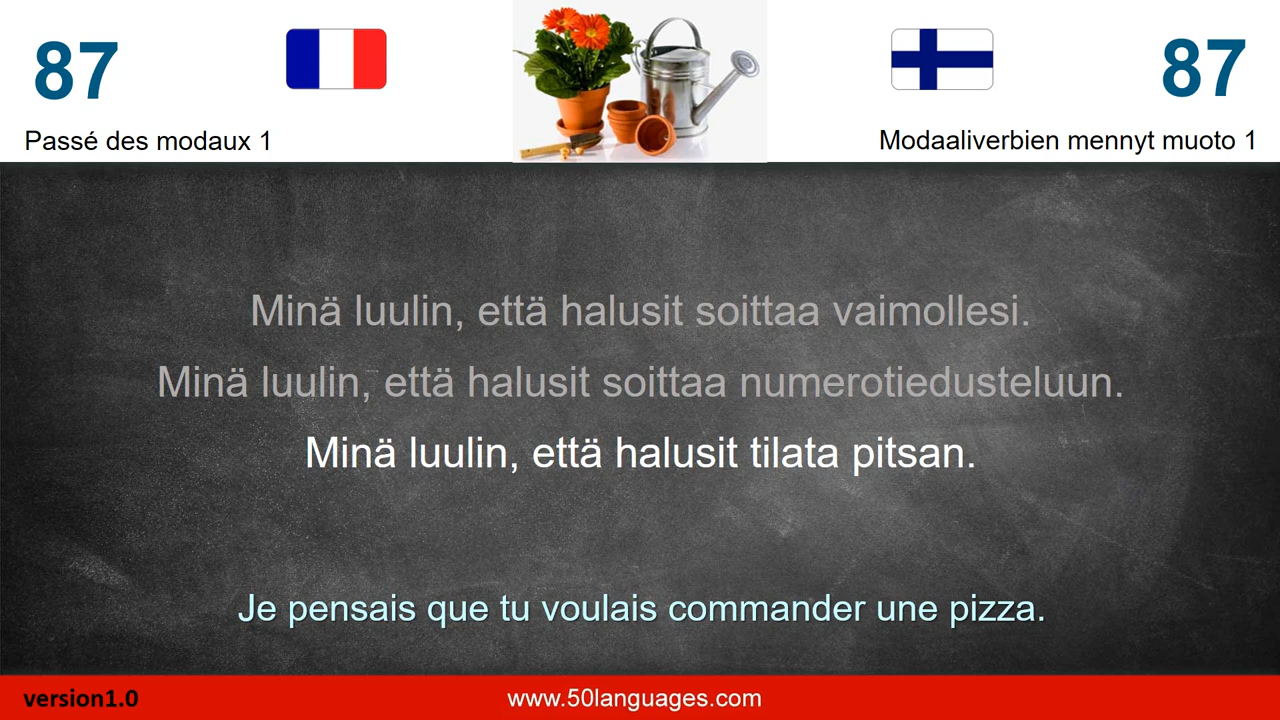 87
87
Passé des modaux 1
Modaaliverbien mennyt muoto 1
Minä luulin, että halusit soittaa vaimollesi.
Minä luulin, että halusit soittaa numerotiedusteluun.
Minä luulin, että halusit tilata pitsan.
Je pensais que tu voulais commander une pizza.
version1.0
www.50languages.com